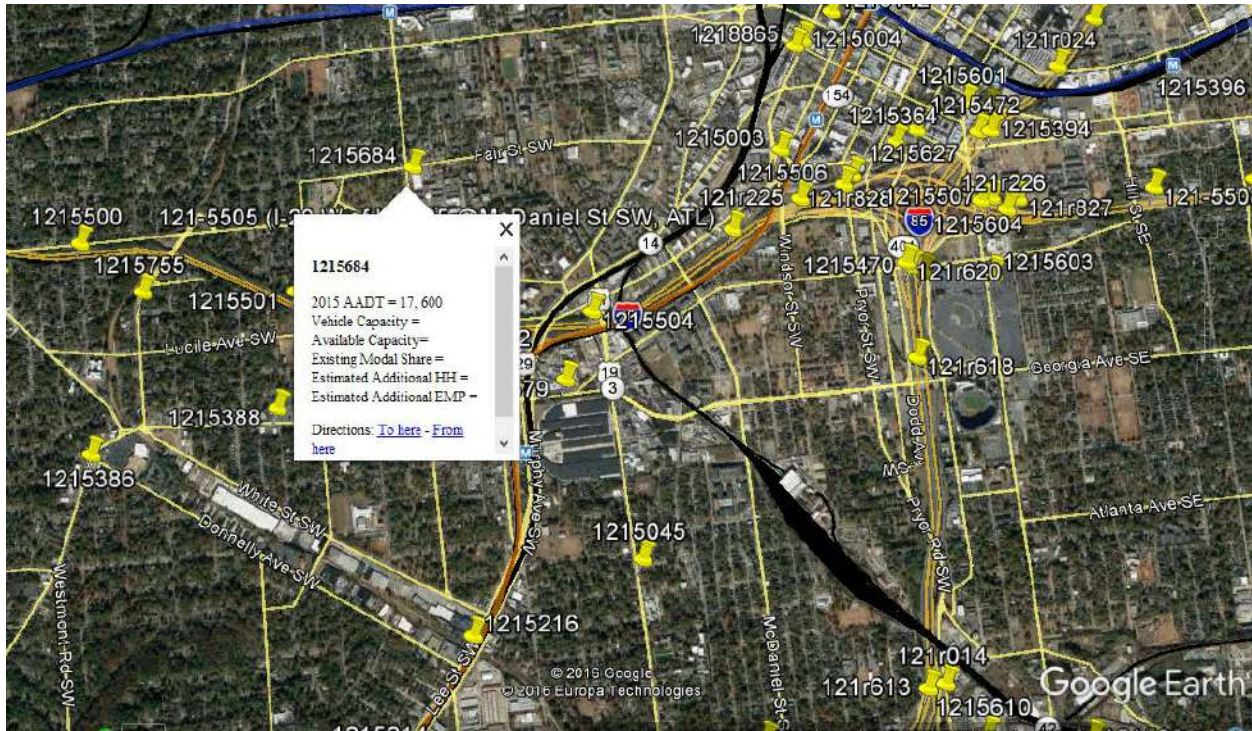 1218865
1215004
121r024
1215601
1215396
154
1215472
1215364
1215394
1215003
Fair St SW
1215684
1215627
1215506
121r225
121r828
1215507
121r226
121r827
121-550
Hill St SE
1215500
85
1215604
14
1215755
1215470
121r620
1215603
1215501
1215504
Windsor St SW
Pryor St SW
Lucile Ave SW
29
19
3
121r618
Georgia Ave SE
1215388
1215684
2015 AADT = 17, 600
Vehicle Capacity =
Available Capacity=
Existing Modal Share =
Estimated Additional HH =
Estimated Additional EMP =
Directions: To here - From
here
1215386
Murphy Ave SW
White St SW
Donnelly Ave SW
Pryor Rd SW
Atlanta Ave SE
1215045
Westmont Rd SW
1215216
McDaniel St S
Lee St SW
121r014
121r613
1215610
© 2016 Google
© 2016 Europa Technologies
Google Earth